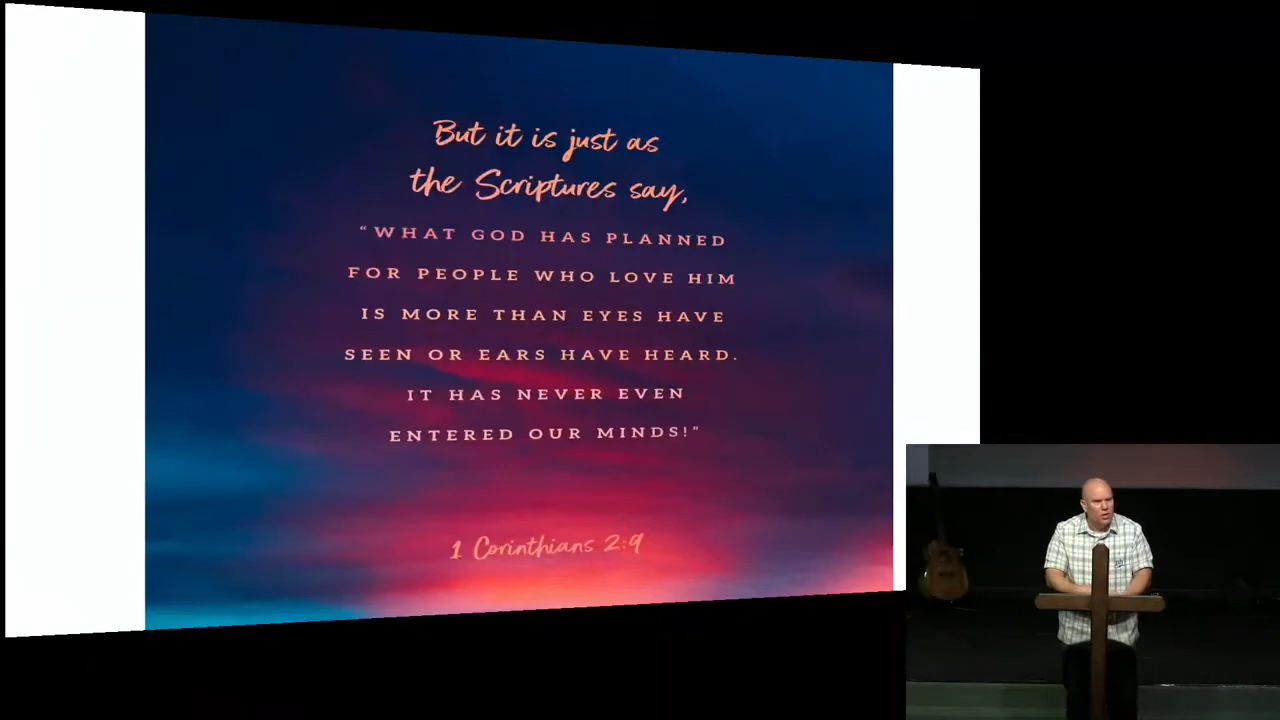 But it is just as
the Scriptures say,
"WHAT GOD HAS PLANNED
FOR PEOPLE WHO LOVE HIM
IS MORE THAN EYES HAVE
SEEN OR EARS HAVE HEARD.
IT HAS NEVER EVEN
ENTERED OUR MINDS!"
1 Corinthians 2:9